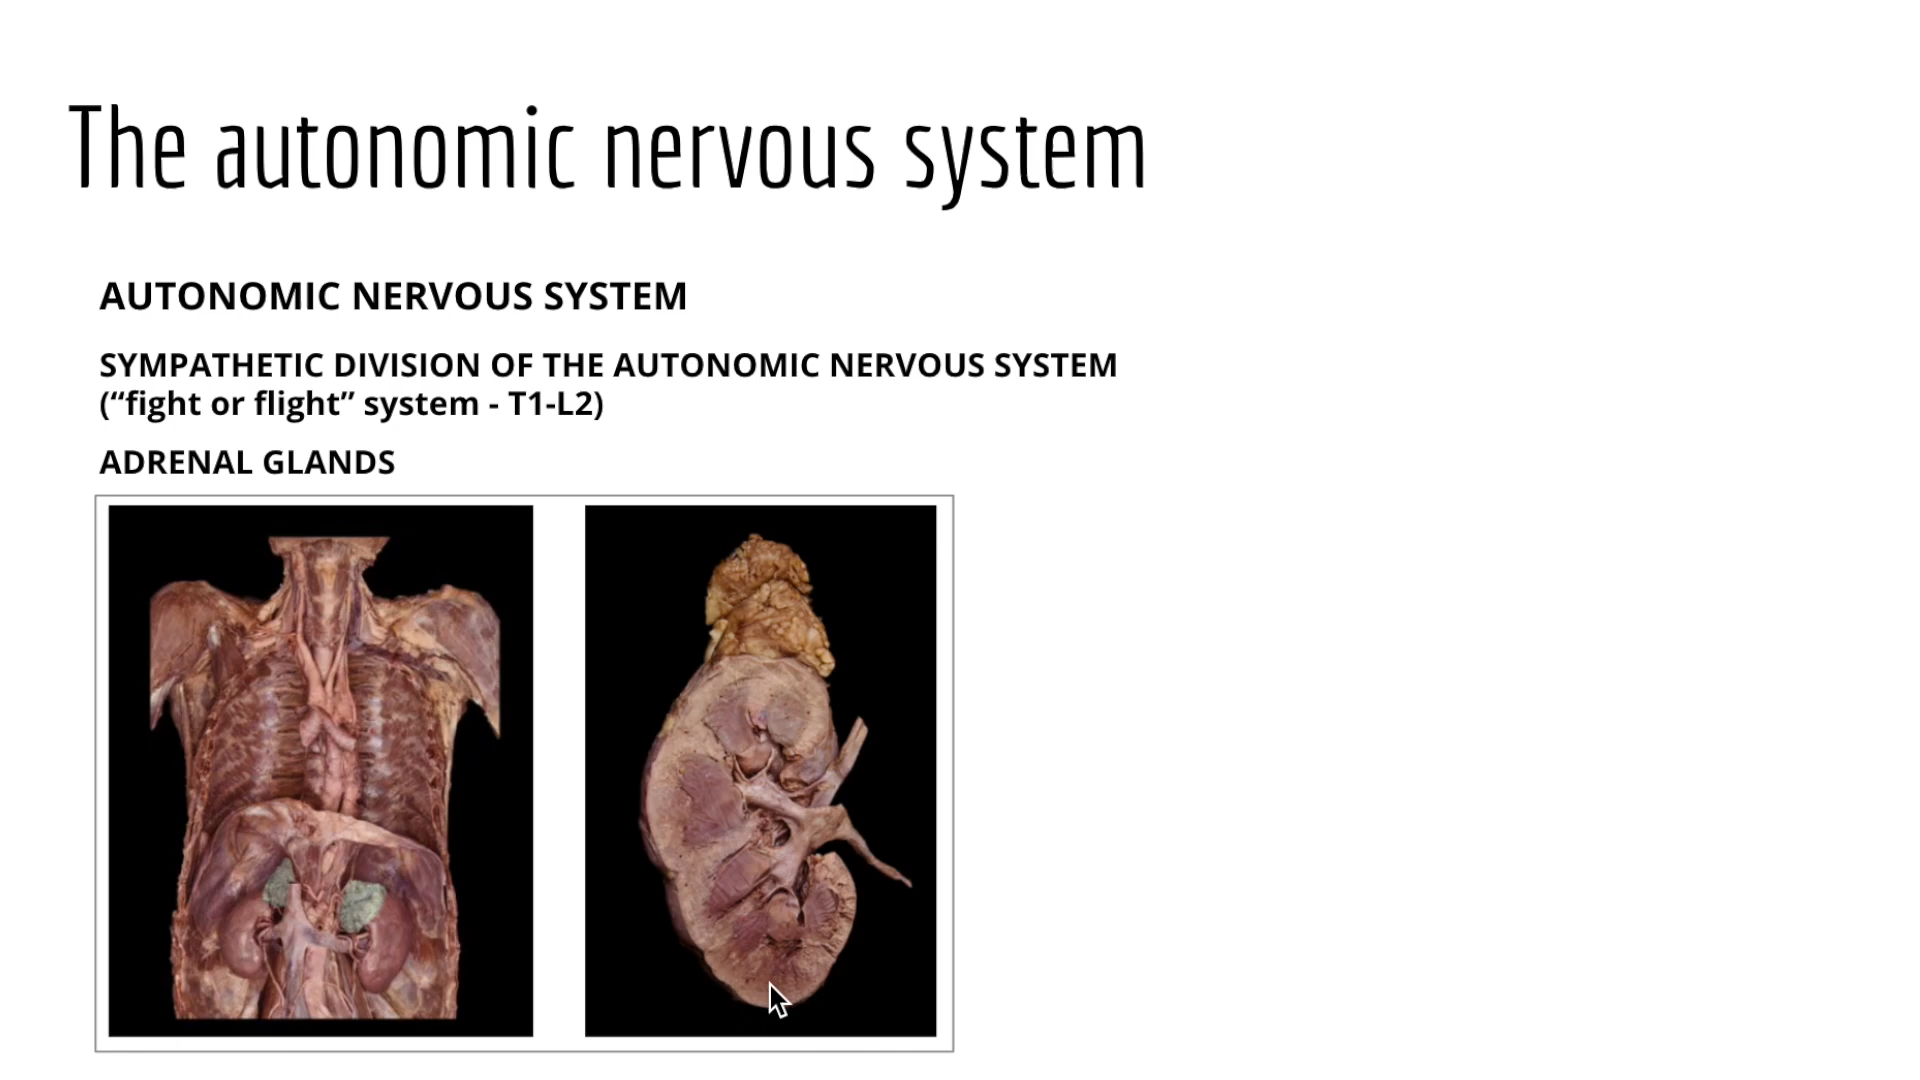 The autonomic nervous system
AUTONOMIC NERVOUS SYSTEM
SYMPATHETIC DIVISION OF THE AUTONOMIC NERVOUS SYSTEM
(“fight or flight” system - T1-L2)
ADRENAL GLANDS